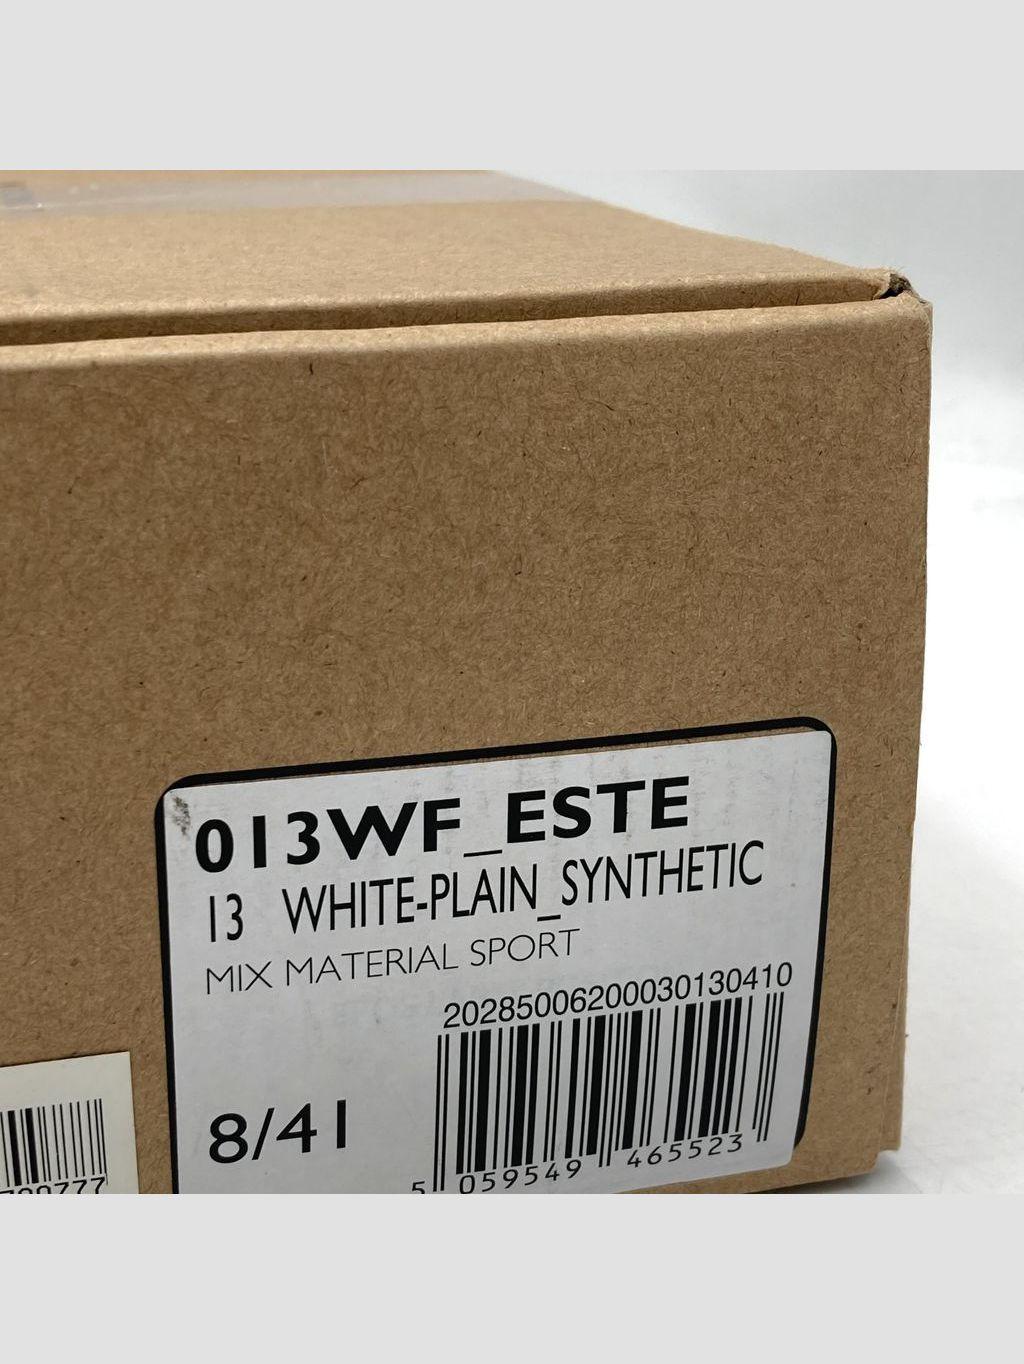 013WF_ESTE
13 WHITE-PLAIN_SYNTHETIC
MIX MATERIAL SPORT
20285006200030130410
8/41
5 059549 465523